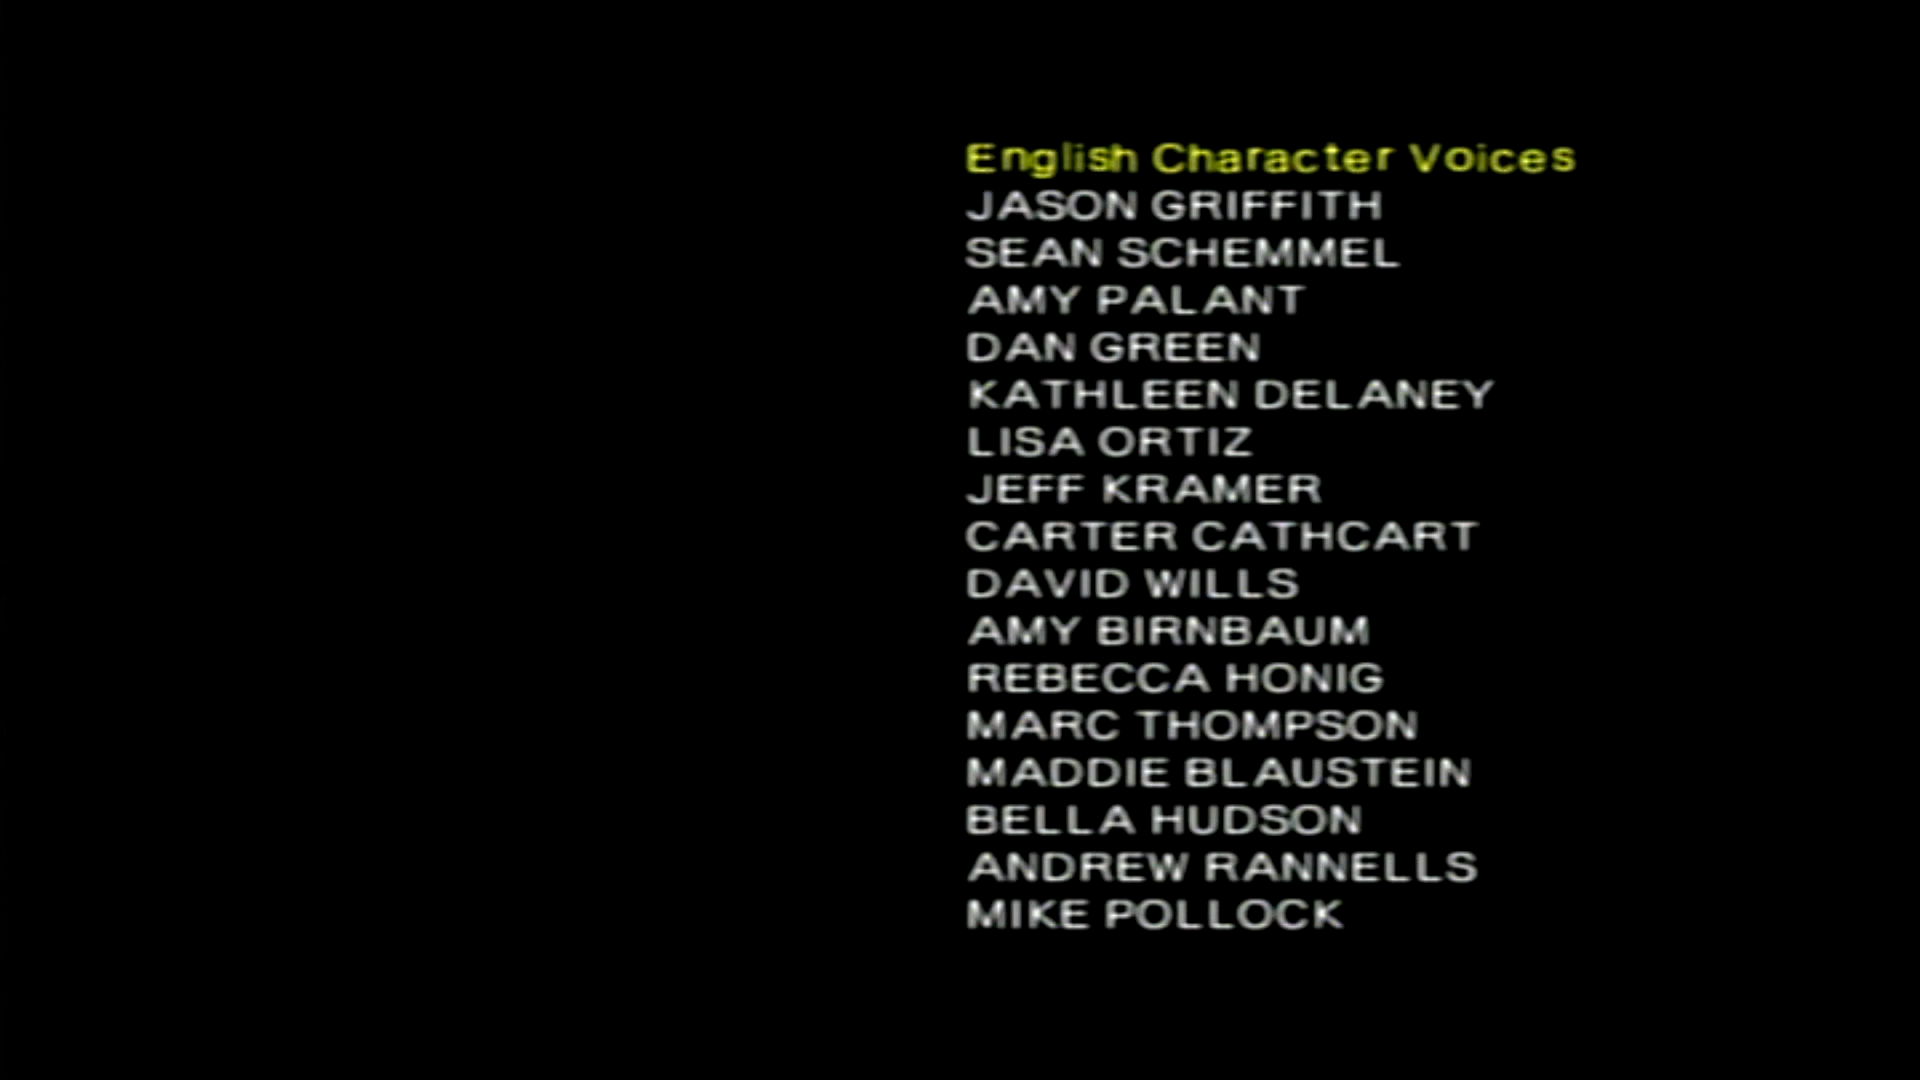 English Character Voices
JASON GRIFFITH
SEAN SCHEMMEL
AMY PALANT
DAN GREEN
KATHLEEN DELANEY
LISA ORTIZ
JEFF KRAMER
CARTER CATHCART
DAVID WILLS
AMY BIRNBAUM
REBECCA HONIG
MARC THOMPSON
MADDIE BLAUSTEIN
BELLA HUDSON
ANDREW RANNELLS
MIKE POLLOCK